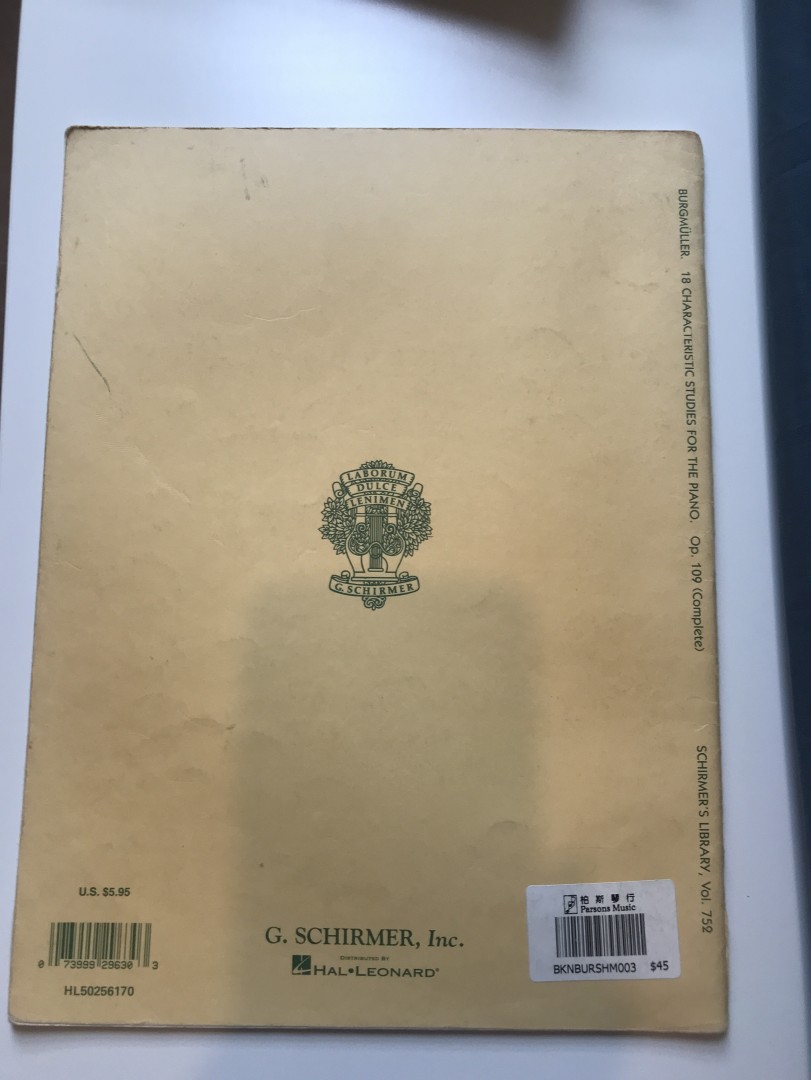 BURGMÜLLER. 18 CHARACTERISTIC STUDIES FOR THE PIANO. Op. 109 (Complete)
SCHIRMER'S LIBRARY, Vol. 752
LABORUM
DULCE
LENIMEN
G. SCHIRMER
U.S. $5.95
0 73999 29630 3
HL50256170
G. SCHIRMER, Inc.
DISTRIBUTED BY
HAL•LEONARD®
柏斯琴行
Parsons Music
BKNBURSHM003 $45